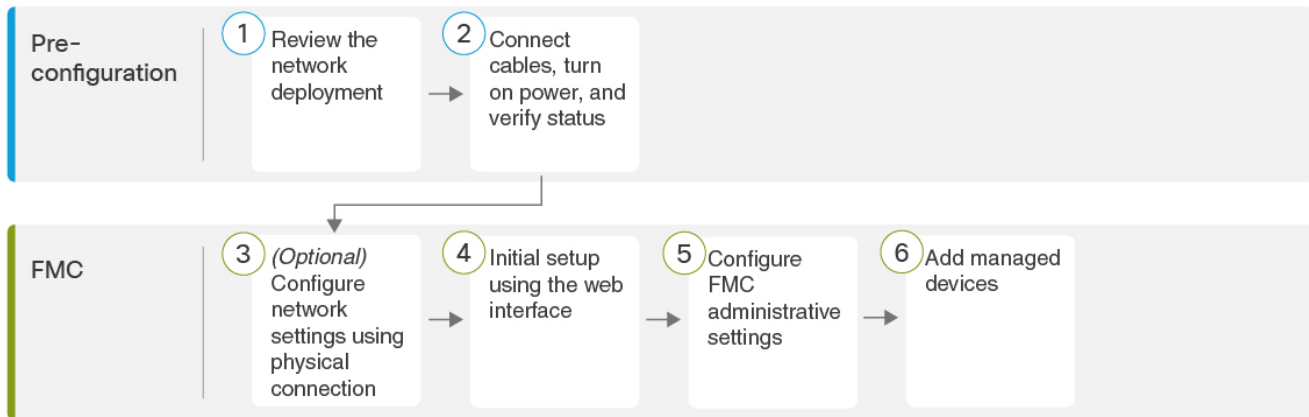 Pre-
configuration
1
Review the
network
deployment
2
Connect
cables, turn
on power, and
verify status
FMC
3
(Optional)
Configure
network
settings using
physical
connection
4
Initial setup
using the web
interface
5
Configure
FMC
administrative
settings
6
Add managed
devices